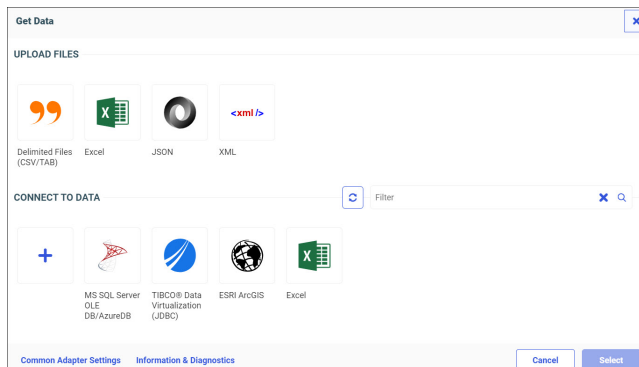 Get Data
UPLOAD FILES
<xml />
Delimited Files
(CSV/TAB)
Excel
JSON
XML
CONNECT TO DATA
Filter
MS SQL Server
OLE
DB/AzureDB
TIBCO® Data
Virtualization
(JDBC)
ESRI ArcGIS
Excel
Common Adapter Settings
Information & Diagnostics
Cancel
Select